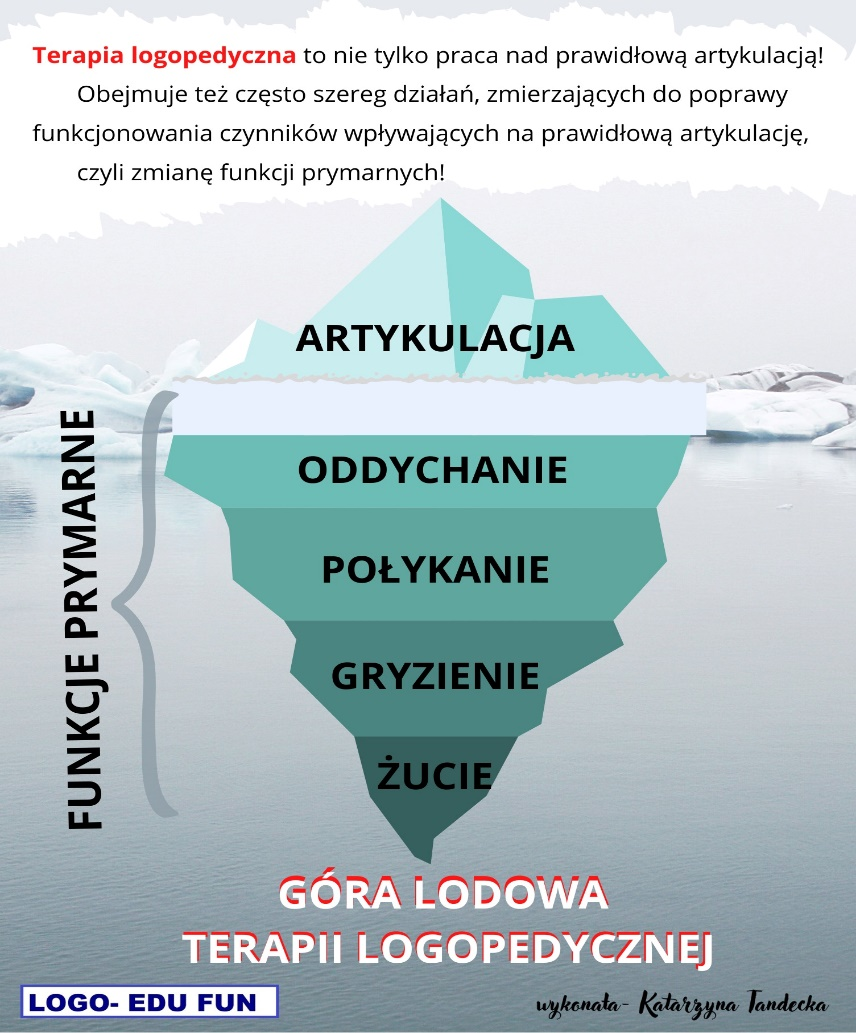 Terapia logopedyczna to nie tylko praca nad prawidłową artykulacją!
Obejmuje też często szereg działań, zmierzających do poprawy
funkcjonowania czynników wpływających na prawidłową artykulację,
czyli zmianę funkcji prymarnych!
ARTYKULACJA
FUNKCJE PRYMARNE
ODDYCHANIE
POŁYKANIE
GRYZIENIE
ŻUCIE
GÓRA LODOWA
TERAPII LOGOPEDYCZNEJ
LOGO- EDU FUN
wykonała- Katarzyna Tandecka